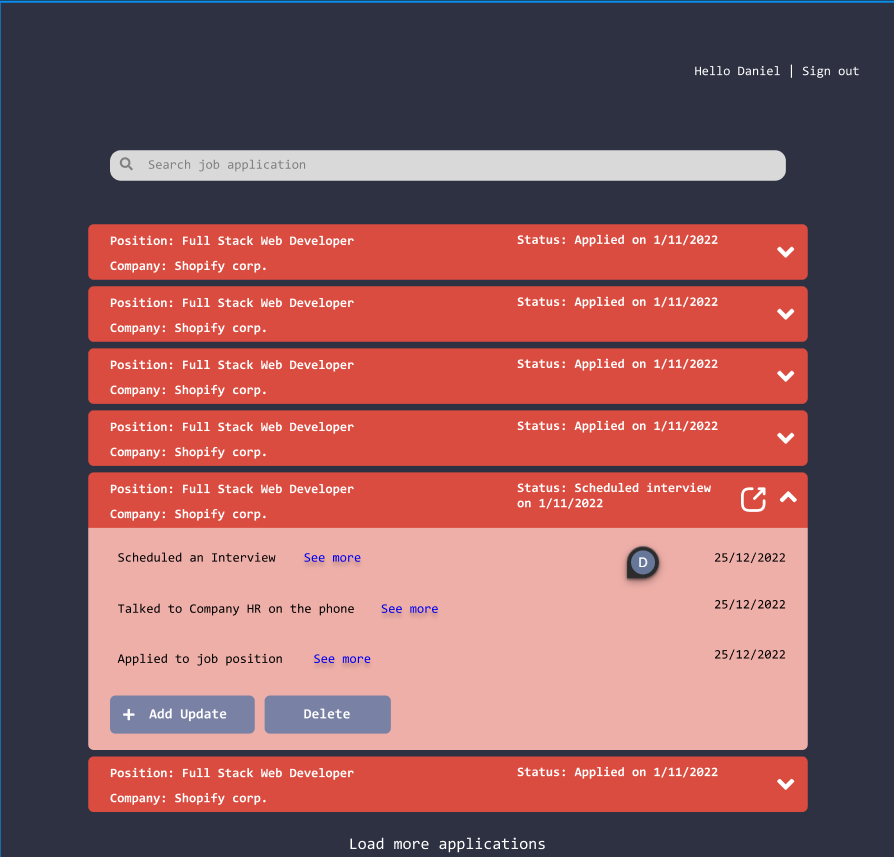 Hello Daniel | Sign out
Search job application
Position: Full Stack Web Developer
Status: Applied on 1/11/2022
Company: Shopify corp.
Position: Full Stack Web Developer
Status: Applied on 1/11/2022
Company: Shopify corp.
Position: Full Stack Web Developer
Status: Applied on 1/11/2022
Company: Shopify corp.
Position: Full Stack Web Developer
Status: Applied on 1/11/2022
Company: Shopify corp.
Position: Full Stack Web Developer
Status: Scheduled interview
on 1/11/2022
Company: Shopify corp.
Scheduled an Interview See more D 25/12/2022
Talked to Company HR on the phone See more 25/12/2022
Applied to job position See more 25/12/2022
+ Add Update
Delete
Position: Full Stack Web Developer
Status: Applied on 1/11/2022
Company: Shopify corp.
Load more applications